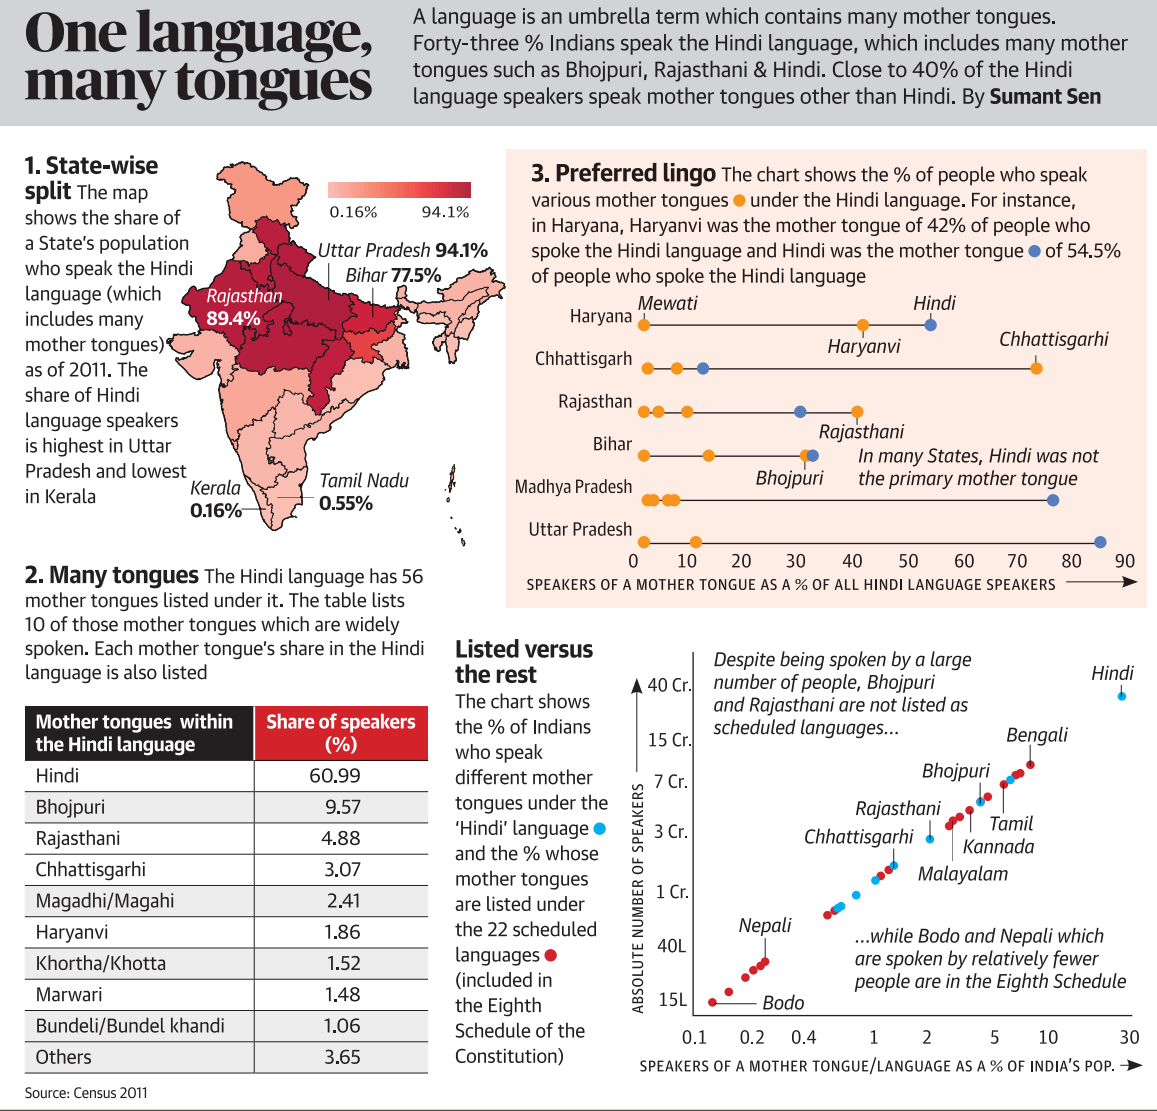 One language,
many tongues
A language is an umbrella term which contains many mother tongues.
Forty-three % Indians speak the Hindi language, which includes many mother
tongues such as Bhojpuri, Rajasthani & Hindi. Close to 40% of the Hindi
language speakers speak mother tongues other than Hindi. By Sumant Sen
1. State-wise
split The map
shows the share of
a State's population
who speak the Hindi
language (which
includes many
mother tongues)
as of 2011. The
share of Hindi
language speakers
is highest in Uttar
Pradesh and lowest
in Kerala
0.16% 94.1%
Uttar Pradesh 94.1%
Bihar 77.5%
Rajasthan
89.4%
Kerala
0.16%
Tamil Nadu
0.55%
3. Preferred lingo The chart shows the % of people who speak
various mother tongues under the Hindi language. For instance,
in Haryana, Haryanvi was the mother tongue of 42% of people who
spoke the Hindi language and Hindi was the mother tongue of 54.5%
of people who spoke the Hindi language
Mewati Hindi
Haryana
Haryanvi
Chhattisgarhi
Chhattisgarh
Rajasthan
Rajasthani
Bihar
Bhojpuri
In many States, Hindi was not
the primary mother tongue
Madhya Pradesh
Uttar Pradesh
0 10 20 30 40 50 60 70 80 90
SPEAKERS OF A MOTHER TONGUE AS A % OF ALL HINDI LANGUAGE SPEAKERS
2. Many tongues The Hindi language has 56
mother tongues listed under it. The table lists
10 of those mother tongues which are widely
spoken. Each mother tongue's share in the Hindi
language is also listed
Mother tongues within
the Hindi language
Share of speakers
(%)
Hindi 60.99
Bhojpuri 9.57
Rajasthani 4.88
Chhattisgarhi 3.07
Magadhi/Magahi 2.41
Haryanvi 1.86
Khortha/Khotta 1.52
Marwari 1.48
Bundeli/Bundel khandi 1.06
Others 3.65
Source: Census 2011
Listed versus
the rest
The chart shows
the % of Indians
who speak
different mother
tongues under the
'Hindi' language
and the % whose
mother tongues
are listed under
the 22 scheduled
languages
(included in
the Eighth
Schedule of the
Constitution)
ABSOLUTE NUMBER OF SPEAKERS
40 Cr.
15 Cr.
7 Cr.
3 Cr.
1 Cr.
40L
15L
Despite being spoken by a large
number of people, Bhojpuri
and Rajasthani are not listed as
scheduled languages...
Hindi
Bengali
Bhojpuri
Rajasthani
Tamil
Chhattisgarhi
Kannada
Malayalam
Nepali
...while Bodo and Nepali which
are spoken by relatively fewer
people are in the Eighth Schedule
Bodo
0.1 0.2 0.4 1 2 5 10 30
SPEAKERS OF A MOTHER TONGUE/LANGUAGE AS A % OF INDIA'S POP.